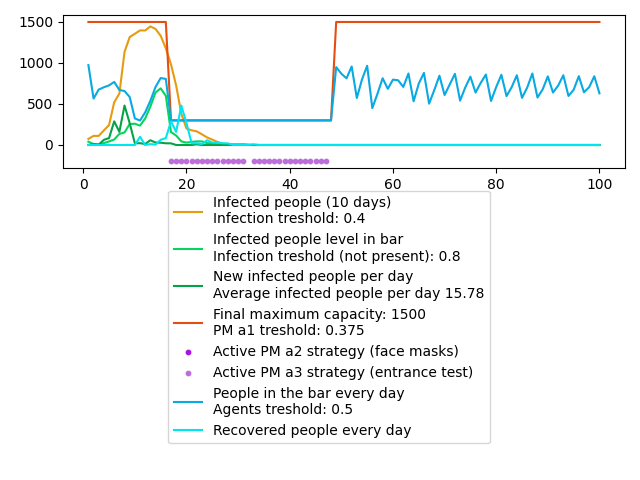 1500
1000
500
0
0
20
40
60
80
100
Infected people (10 days)
Infection treshold: 0.4
Infected people level in bar
Infection treshold (not present): 0.8
New infected people per day
Average infected people per day 15.78
Final maximum capacity: 1500
PM a1 treshold: 0.375
Active PM a2 strategy (face masks)
Active PM a3 strategy (entrance test)
People in the bar every day
Agents treshold: 0.5
Recovered people every day